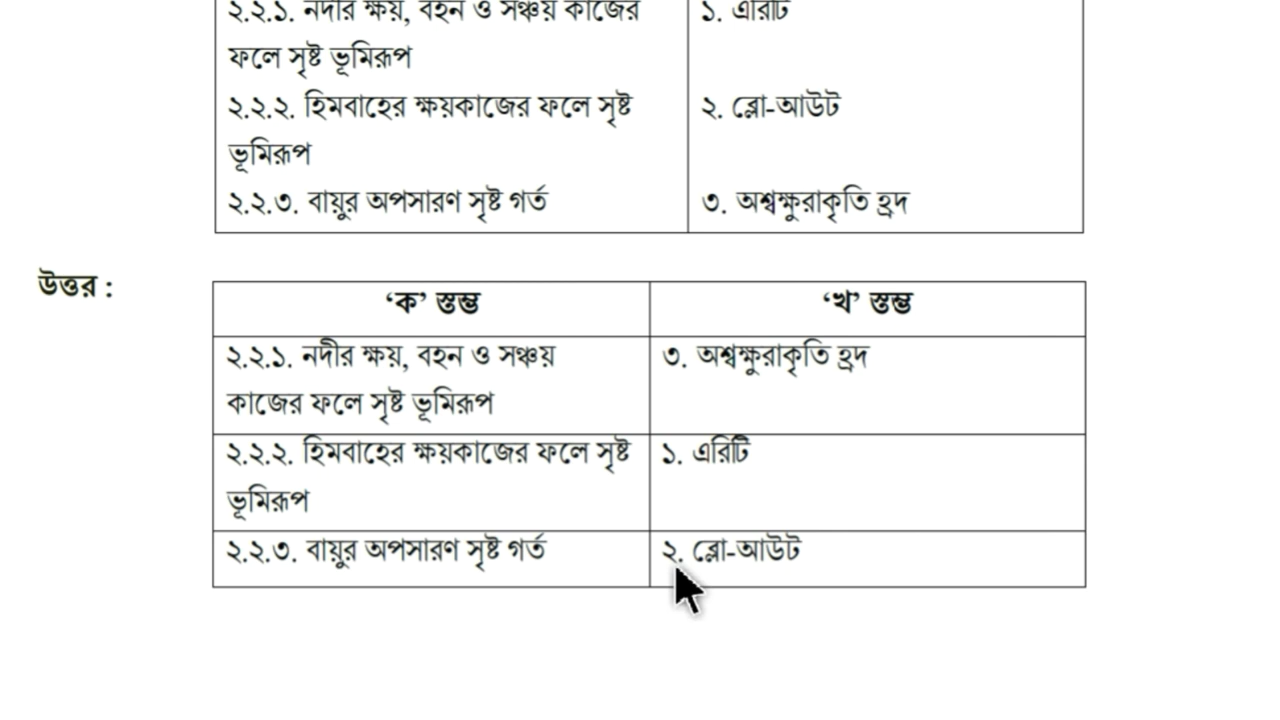 ২.২.১. নদীর ক্ষয়, বহন ও সঞ্চয় কাজের
১. এরিটি
ফলে সৃষ্ট ভূমিরূপ
২.২.২. হিমবাহের ক্ষয়কাজের ফলে সৃষ্ট
২. ব্লো-আউট
ভূমিরূপ
২.২.৩. বায়ুর অপসারণ সৃষ্ট গর্ত
৩. অশ্বক্ষুরাকৃতি হ্রদ
উত্তর :
‘ক’ স্তম্ভ
‘খ’ স্তম্ভ
২.২.১. নদীর ক্ষয়, বহন ও সঞ্চয়
৩. অশ্বক্ষুরাকৃতি হ্রদ
কাজের ফলে সৃষ্ট ভূমিরূপ
২.২.২. হিমবাহের ক্ষয়কাজের ফলে সৃষ্ট
১. এরিটি
ভূমিরূপ
২.২.৩. বায়ুর অপসারণ সৃষ্ট গর্ত
২. ব্লো-আউট